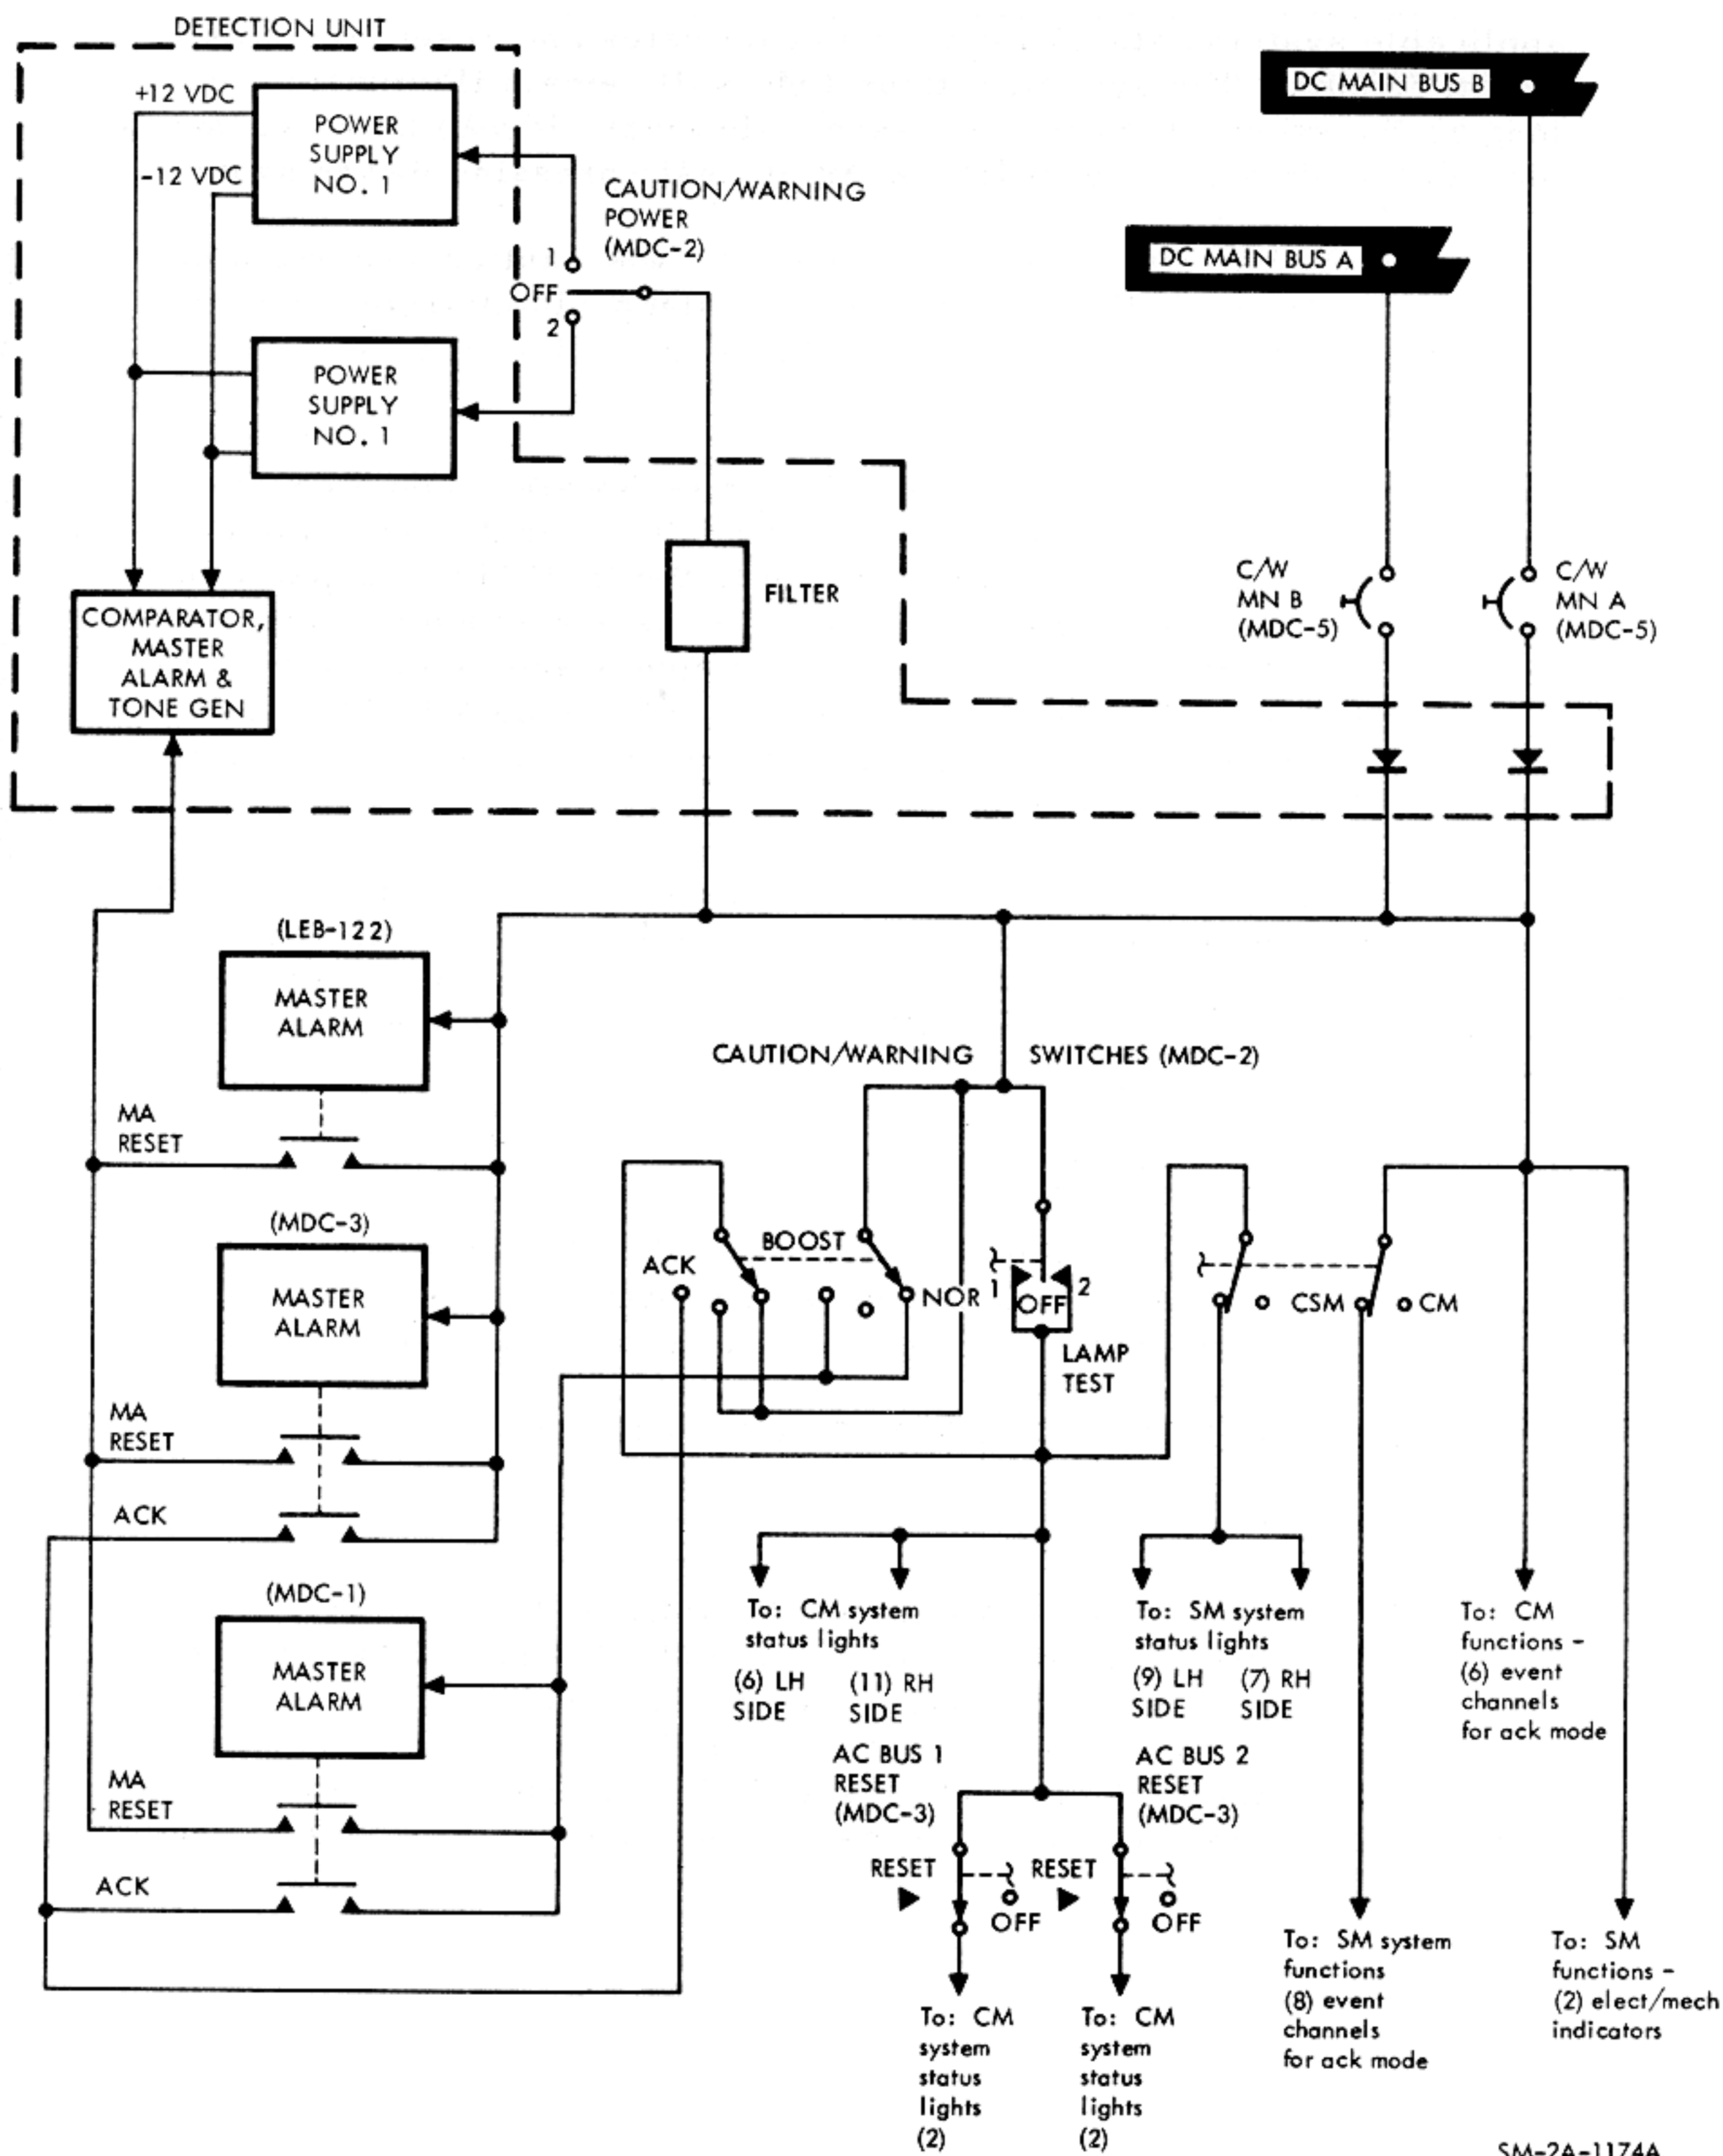 DETECTION UNIT
+12 VDC
-12 VDC
POWER
SUPPLY
NO. 1
CAUTION/WARNING
POWER
(MDC-2)
1
OFF
2
POWER
SUPPLY
NO. 1
DC MAIN BUS B
DC MAIN BUS A
COMPARATOR,
MASTER
ALARM &
TONE GEN
FILTER
C/W
MN B
(MDC-5)
C/W
MN A
(MDC-5)
(LEB-122)
MASTER
ALARM
MA
RESET
(MDC-3)
MASTER
ALARM
MA
RESET
ACK
(MDC-1)
MASTER
ALARM
MA
RESET
ACK
CAUTION/WARNING SWITCHES (MDC-2)
ACK
BOOST
NOR
1
OFF
2
LAMP
TEST
CSM
CM
To: CM system
status lights
(6) LH
SIDE
(11) RH
SIDE
To: SM system
status lights
(9) LH
SIDE
(7) RH
SIDE
To: CM
functions -
(6) event
channels
for ack mode
AC BUS 1
RESET
(MDC-3)
AC BUS 2
RESET
(MDC-3)
RESET
OFF
RESET
OFF
To: CM
system
status
lights
(2)
To: CM
system
status
lights
(2)
To: SM system
functions
(8) event
channels
for ack mode
To: SM
functions -
(2) elect/mech
indicators
SM-2A-1174A